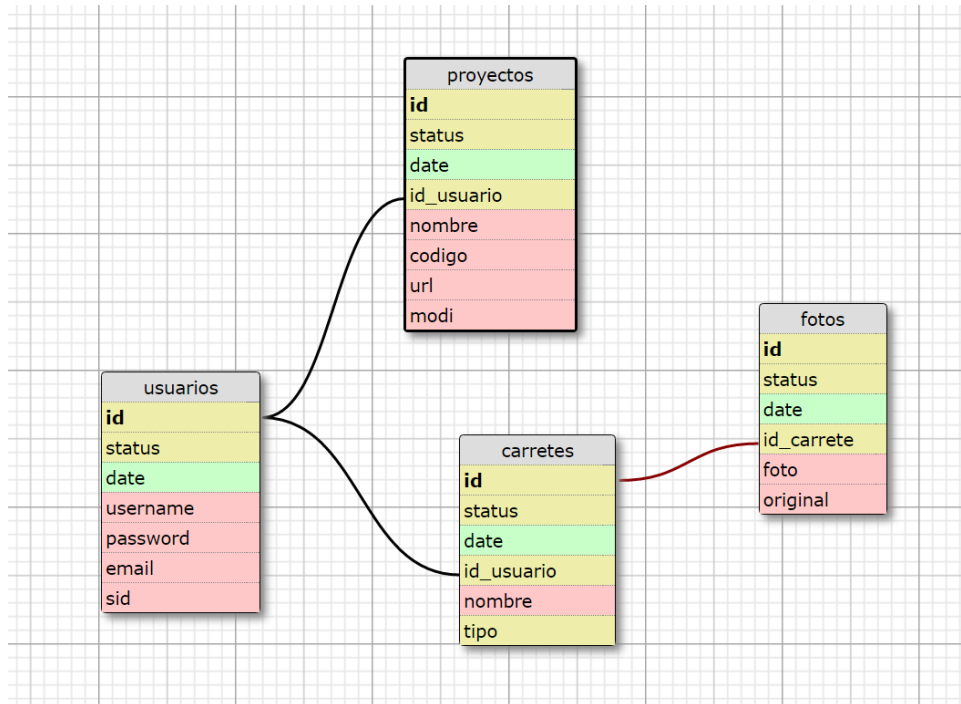 proyectos
id
status
date
id_usuario
nombre
codigo
url
modi
usuarios
id
status
date
username
password
email
sid
carretes
id
status
date
id_usuario
nombre
tipo
fotos
id
status
date
id_carrete
foto
original